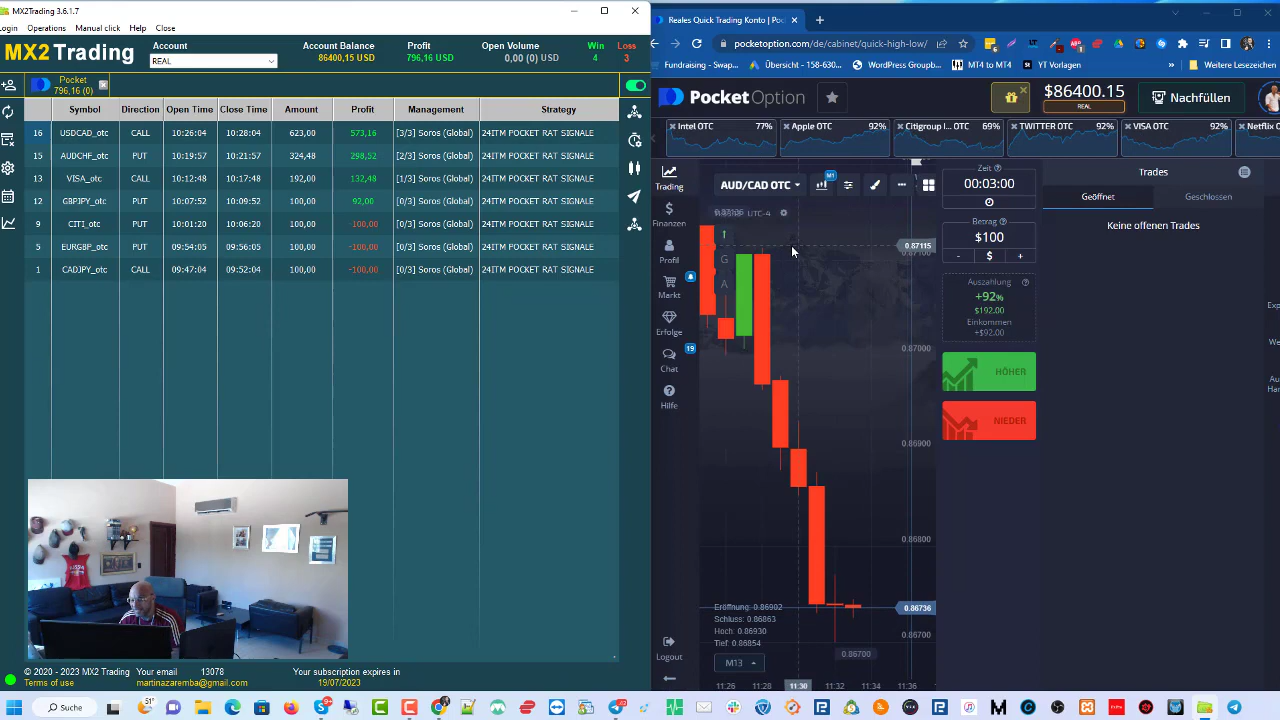 MX2Trading 3.6.1.7
Login Operations Manual click Help Close
MX2 Trading
Account
REAL
Account Balance
86400,15 USD
Profit
796,16 USD
Open Volume
0,00 (0) USD
Win
4
Loss
3
Pocket
796,16 (0)
Symbol Direction Open Time Close Time Amount Profit Management Strategy
16 USDCAD_otc CALL 10:26:04 10:28:04 623,00 573,16 [3/3] Soros (Global) 24ITM POCKET RAT SIGNALE
15 AUDCHF_otc PUT 10:19:57 10:21:57 324,48 298,52 [2/3] Soros (Global) 24ITM POCKET RAT SIGNALE
13 VISA_otc CALL 10:12:48 10:17:48 192,00 132,48 [1/3] Soros (Global) 24ITM POCKET RAT SIGNALE
12 GBPJPY_otc PUT 10:07:52 10:09:52 100,00 92,00 [0/3] Soros (Global) 24ITM POCKET RAT SIGNALE
9 CITI_otc PUT 10:01:20 10:06:20 100,00 -100,00 [0/3] Soros (Global) 24ITM POCKET RAT SIGNALE
5 EURGBP_otc PUT 09:54:05 09:56:05 100,00 -100,00 [0/3] Soros (Global) 24ITM POCKET RAT SIGNALE
1 CADJPY_otc CALL 09:47:04 09:52:04 100,00 -100,00 [0/3] Soros (Global) 24ITM POCKET RAT SIGNALE
© 2020 - 2023 MX2 Trading
Terms of use
Your email 13078
martinazaremba@gmail.com
Your subscription expires in
19/07/2023
Reales Quick Trading Konto |
pocketoption.com/de/cabinet/quick-high-low/
Fundraising - Swap... Übersicht · 158-630... WordPress Groupb... MT4 to MT4 YT Vorlagen Weitere Lesezeichen
PocketOption
$86400.15
REAL
Nachfüllen
Intel OTC 77%
Apple OTC 92%
Citigroup I... OTC 69%
TWITTER OTC 92%
VISA OTC 92%
Netflix O
Trading
Finanzen
Profil
Markt
Erfolge
19
Chat
Hilfe
Logout
AUD/CAD OTC
M1
UTC-4
G
A
0.87115
0.87100
0.87000
0.86900
0.86800
0.86736
0.86700
0.86700
Eröffnung: 0.86902
Schluss: 0.86863
Hoch: 0.86930
Tief: 0.86854
M13
11:26 11:28 11:30 11:32 11:34 11:36
Zeit
00:03:00
Betrag
$100
- $ +
Auszahlung
+92%
$192.00
Einkommen
+$92.00
HÖHER
NIEDER
Trades
Geöffnet Geschlossen
Keine offenen Trades
Exp
We
Au
Har
Suche